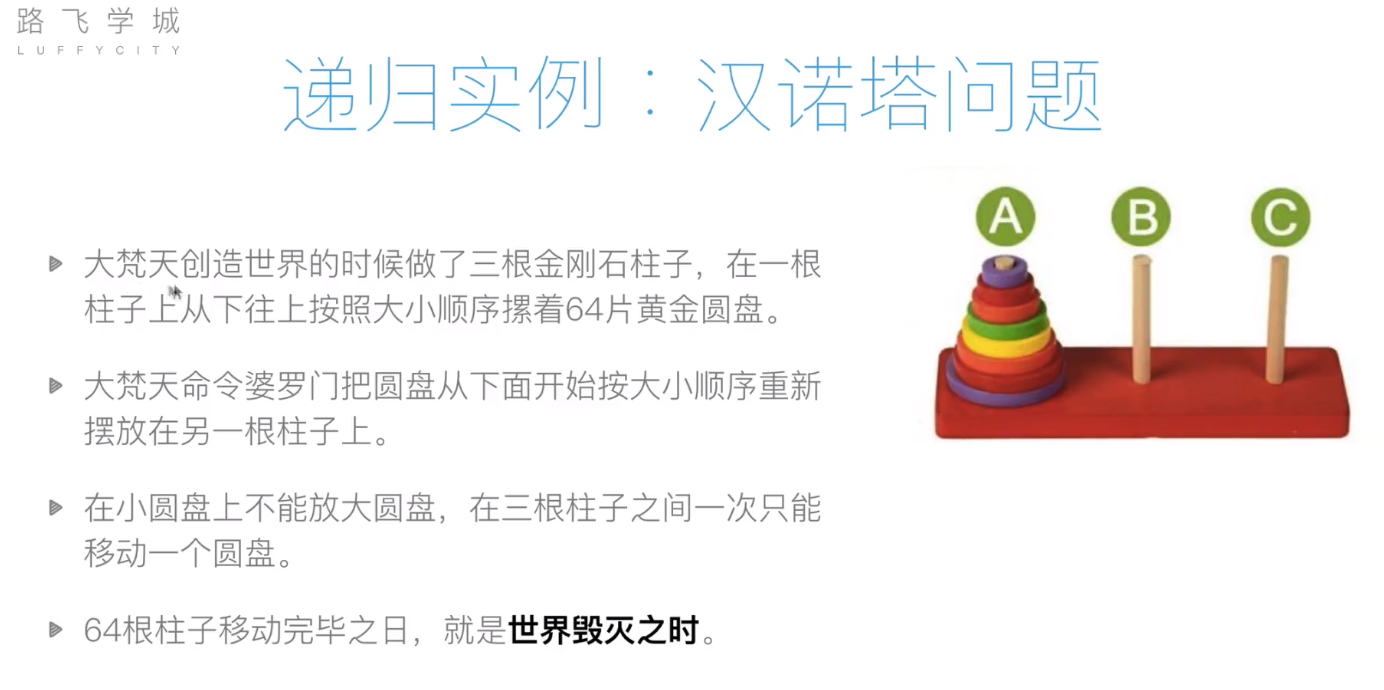 路飞学城
LUFFYCITY
递归实例：汉诺塔问题
A B C
大梵天创造世界的时候做了三根金刚石柱子，在一根
柱子上从下往上按照大小顺序摞着64片黄金圆盘。
大梵天命令婆罗门把圆盘从下面开始按大小顺序重新
摆放在另一根柱子上。
在小圆盘上不能放大圆盘，在三根柱子之间一次只能
移动一个圆盘。
64根柱子移动完毕之日，就是世界毁灭之时。